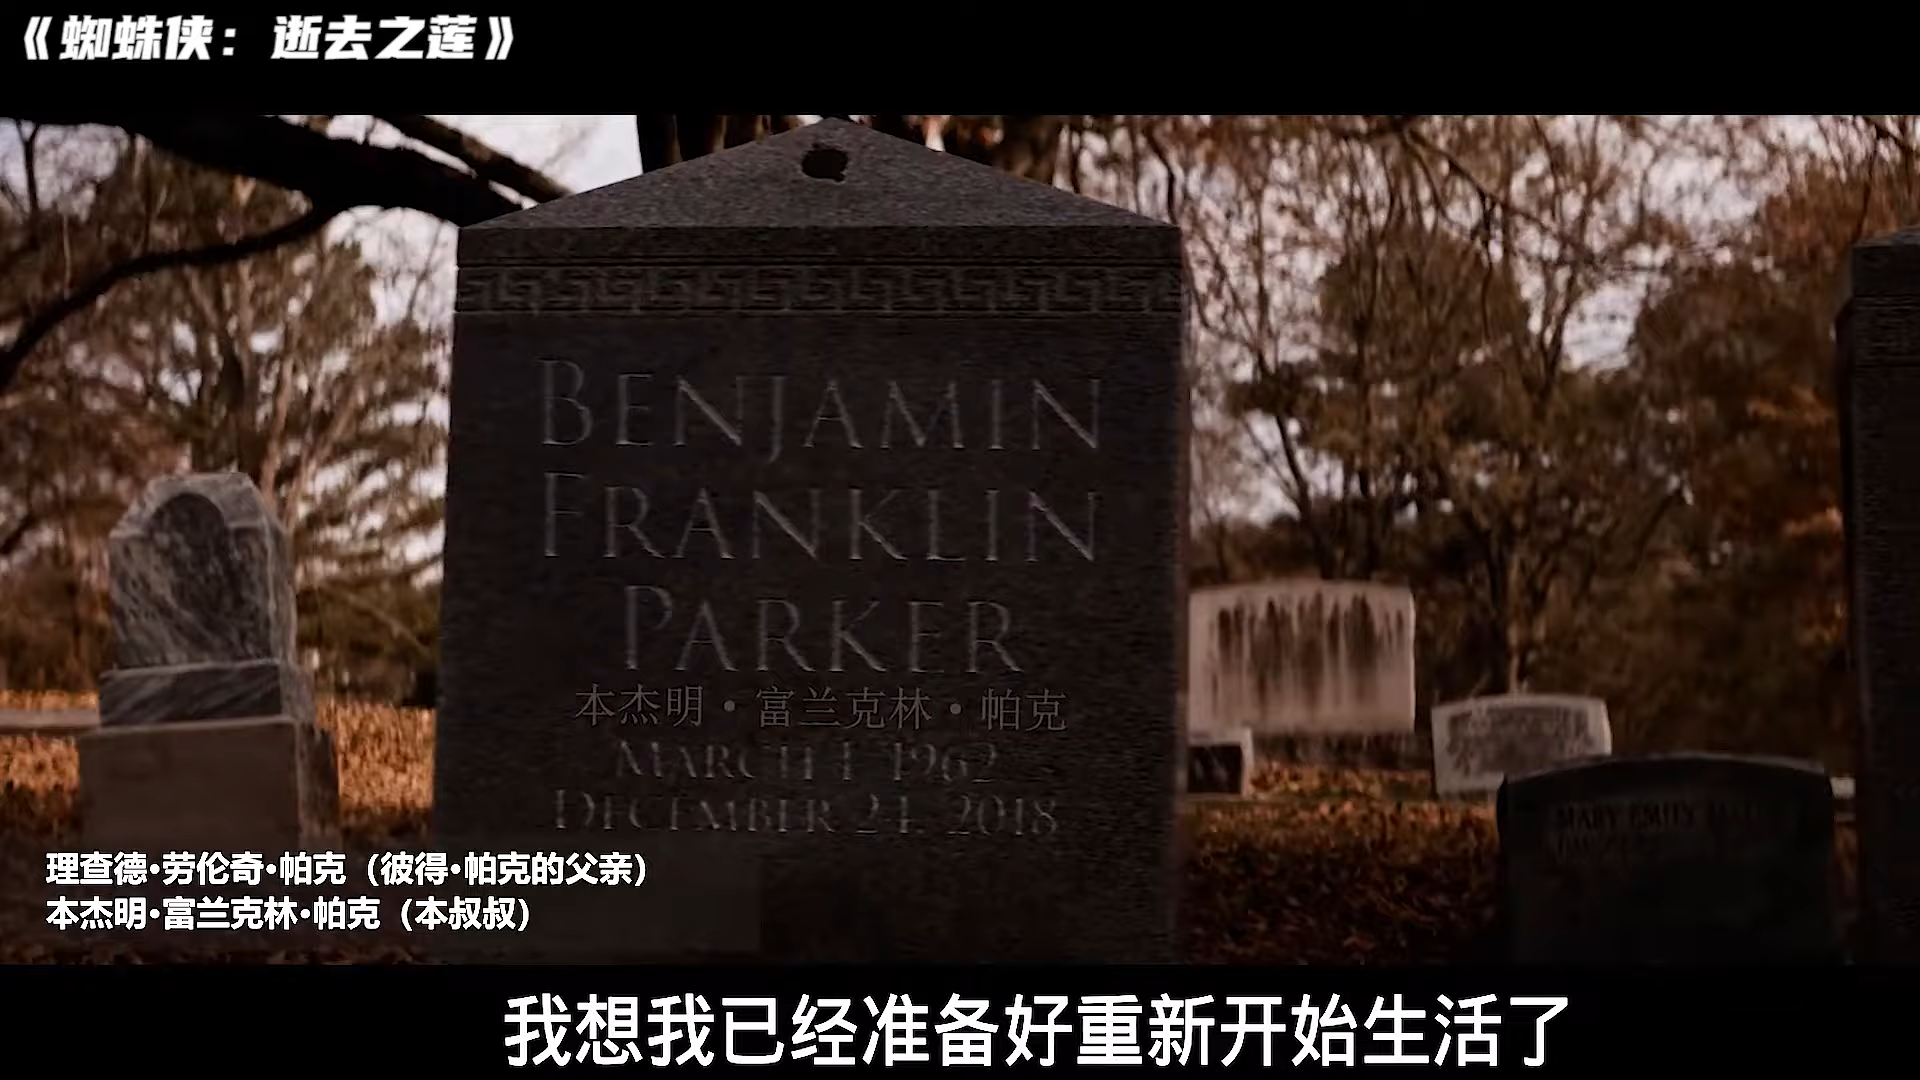 《蜘蛛侠：逝去之莲》
BENJAMIN
FRANKLIN
PARKER
本杰明·富兰克林·帕克
MARCH 1 1962
DECEMBER 24, 2018
MARY EMILY
理查德·劳伦奇·帕克（彼得·帕克的父亲）
本杰明·富兰克林·帕克（本叔叔）
我想我已经准备好重新开始生活了